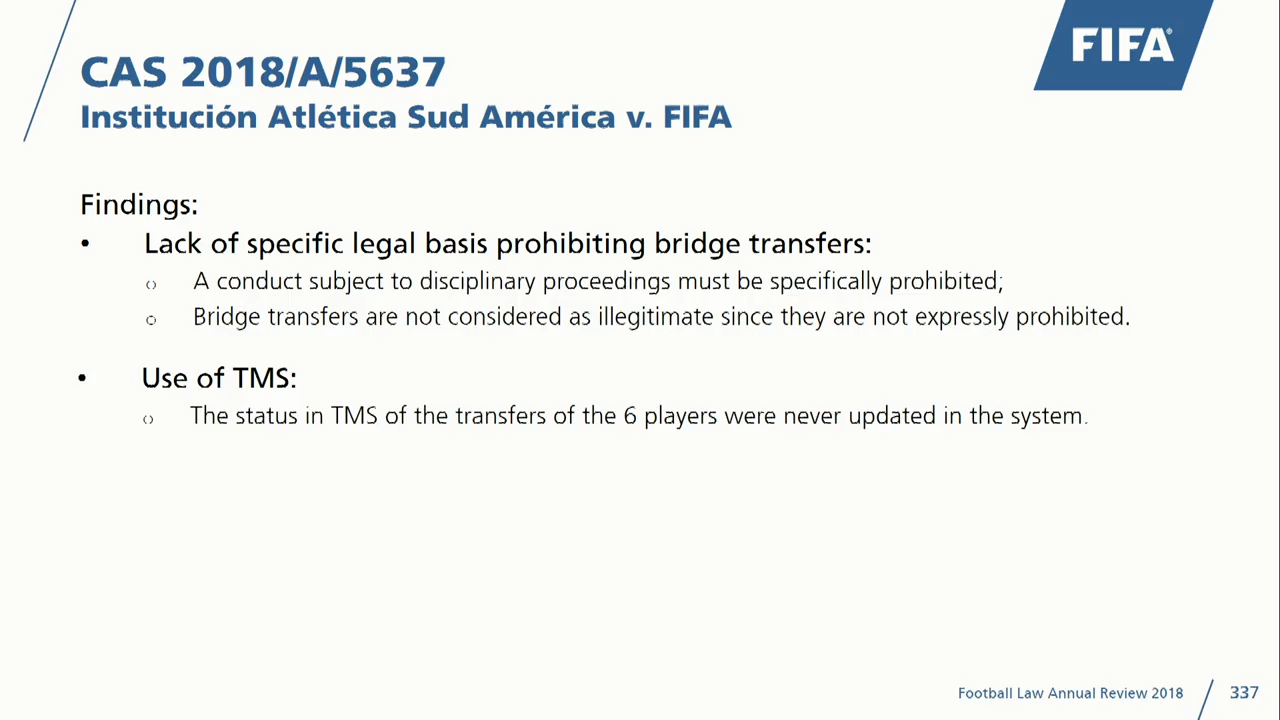 FIFA®
CAS 2018/A/5637
Institución Atlética Sud América v. FIFA
Findings:
• Lack of specific legal basis prohibiting bridge transfers:
A conduct subject to disciplinary proceedings must be specifically prohibited;
Bridge transfers are not considered as illegitimate since they are not expressly prohibited.
• Use of TMS:
The status in TMS of the transfers of the 6 players were never updated in the system.
Football Law Annual Review 2018 337